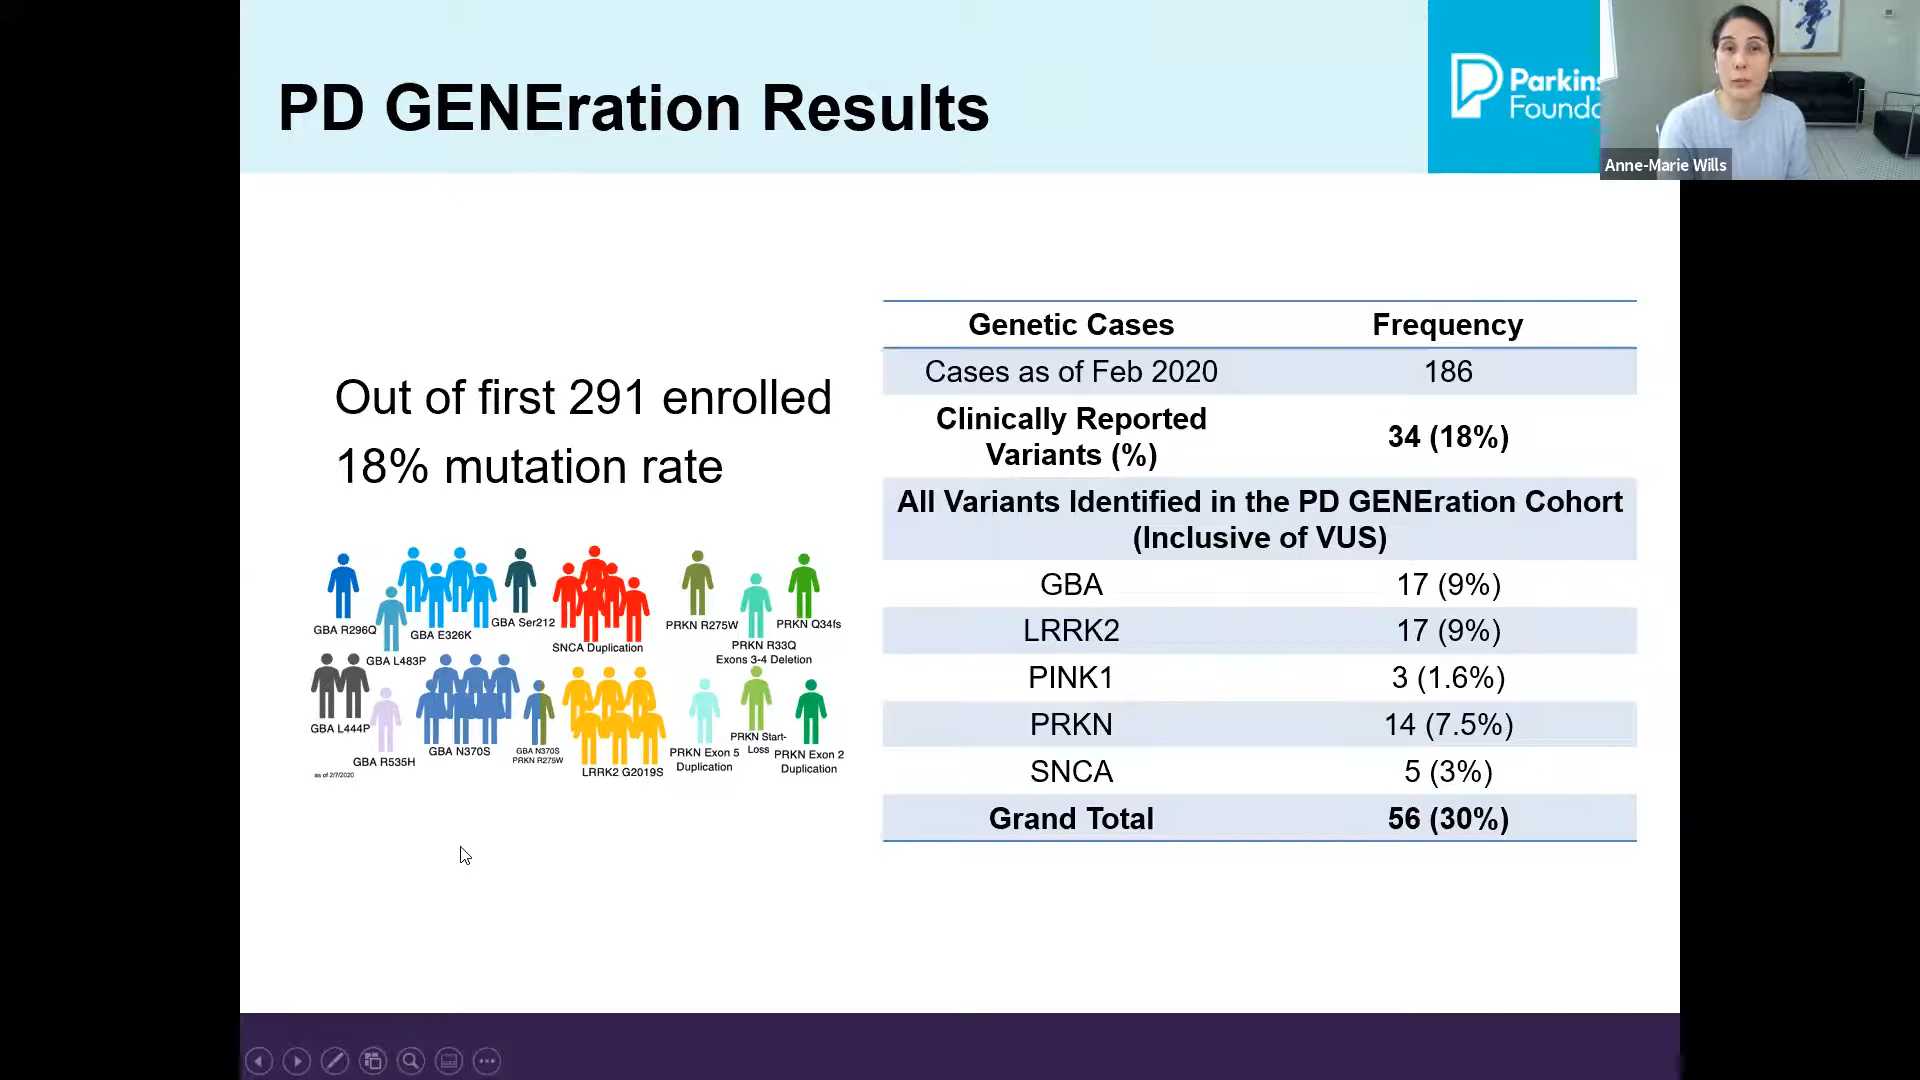 PD GENEration Results
Parkins
Founda
Anne-Marie Wills
Out of first 291 enrolled
18% mutation rate
GBA R296Q
GBA L483P
GBA E326K
GBA Ser212
SNCA Duplication
PRKN R275W
PRKN R33Q
Exons 3-4 Deletion
PRKN Q34fs
GBA L444P
GBA R535H
GBA N370S
GBA N370S
PRKN R275W
LRRK2 G2019S
PRKN Exon 5
Duplication
PRKN Start-
Loss
PRKN Exon 2
Duplication
as of 2/7/2020
Genetic Cases Frequency
Cases as of Feb 2020 186
Clinically Reported
Variants (%) 34 (18%)
All Variants Identified in the PD GENEration Cohort
(Inclusive of VUS)
GBA 17 (9%)
LRRK2 17 (9%)
PINK1 3 (1.6%)
PRKN 14 (7.5%)
SNCA 5 (3%)
Grand Total 56 (30%)